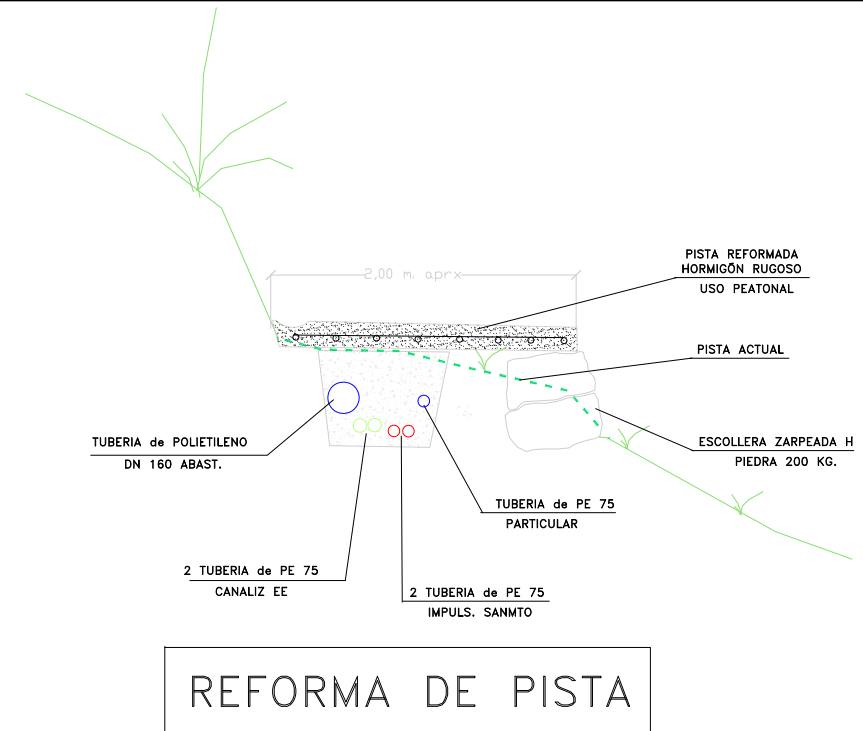 2,00 m. aprx
PISTA REFORMADA
HORMIGÓN RUGOSO
USO PEATONAL
PISTA ACTUAL
TUBERIA de POLIETILENO
DN 160 ABAST.
ESCOLLERA ZARPEADA H
PIEDRA 200 KG.
TUBERIA de PE 75
PARTICULAR
2 TUBERIA de PE 75
CANALIZ EE
2 TUBERIA de PE 75
IMPULS. SANMTO
REFORMA DE PISTA